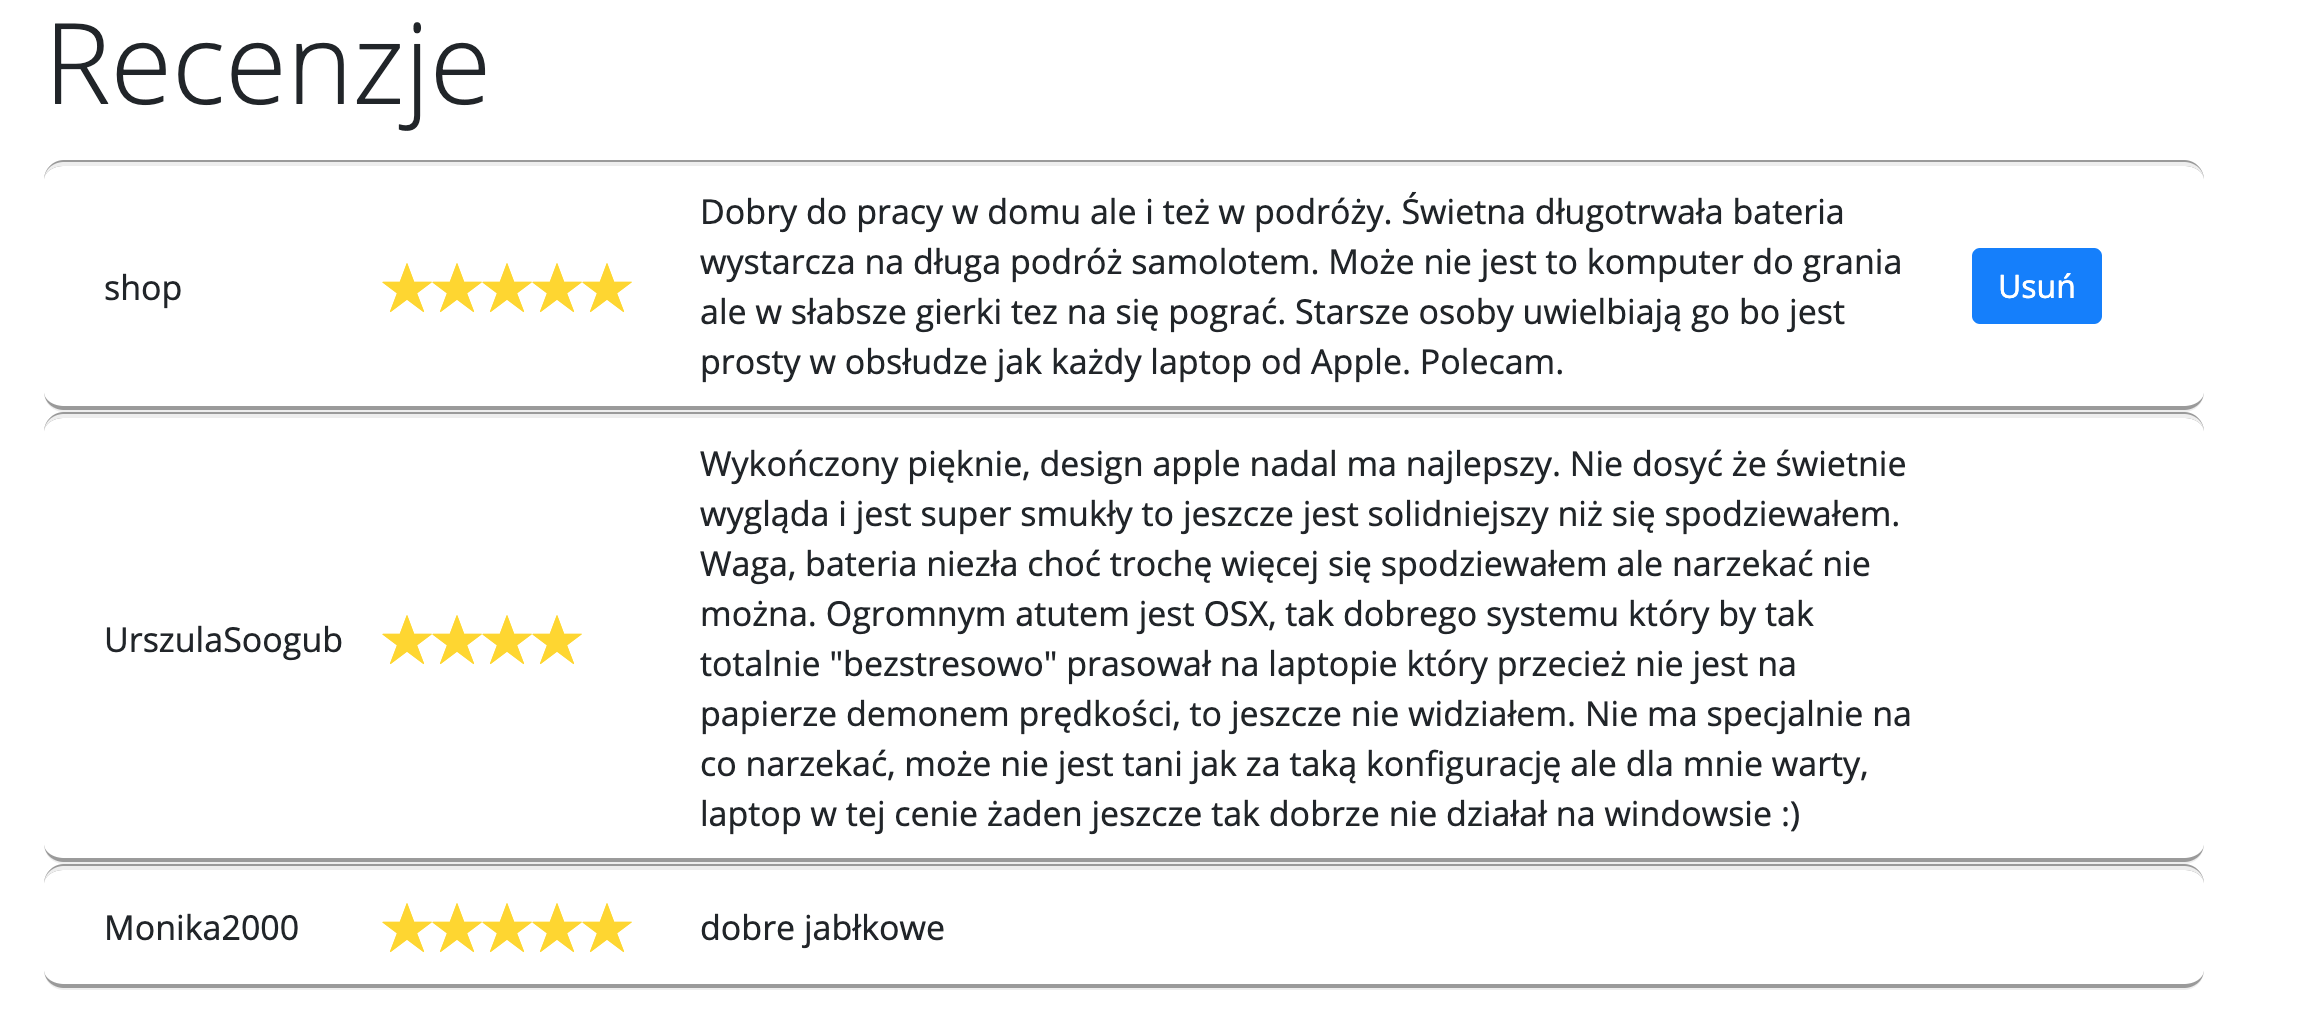 Recenzje
shop
Dobry do pracy w domu ale i też w podróży. Świetna długotrwała bateria
wystarcza na długa podróż samolotem. Może nie jest to komputer do grania
ale w słabsze gierki tez na się pograć. Starsze osoby uwielbiają go bo jest
prosty w obsłudze jak każdy laptop od Apple. Polecam.
Usuń
UrszulaSoogub
Wykończony pięknie, design apple nadal ma najlepszy. Nie dosyć że świetnie
wygląda i jest super smukły to jeszcze jest solidniejszy niż się spodziewałem.
Waga, bateria niezła choć trochę więcej się spodziewałem ale narzekać nie
można. Ogromnym atutem jest OSX, tak dobrego systemu który by tak
totalnie "bezstresowo" prasował na laptopie który przecież nie jest na
papierze demonem prędkości, to jeszcze nie widziałem. Nie ma specjalnie na
co narzekać, może nie jest tani jak za taką konfigurację ale dla mnie warty,
laptop w tej cenie żaden jeszcze tak dobrze nie działał na windowsie :)
Monika2000
dobre jabłkowe